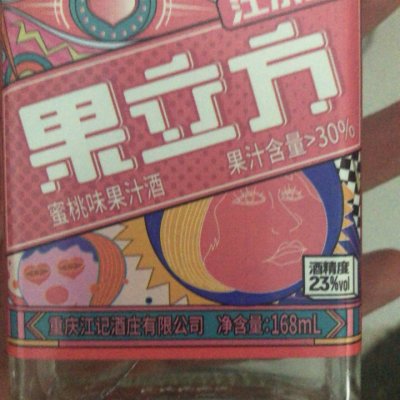 果立方
蜜桃味果汁酒
果汁含量>30%
酒精度
23%vol
重庆江记酒庄有限公司 净含量:168mL